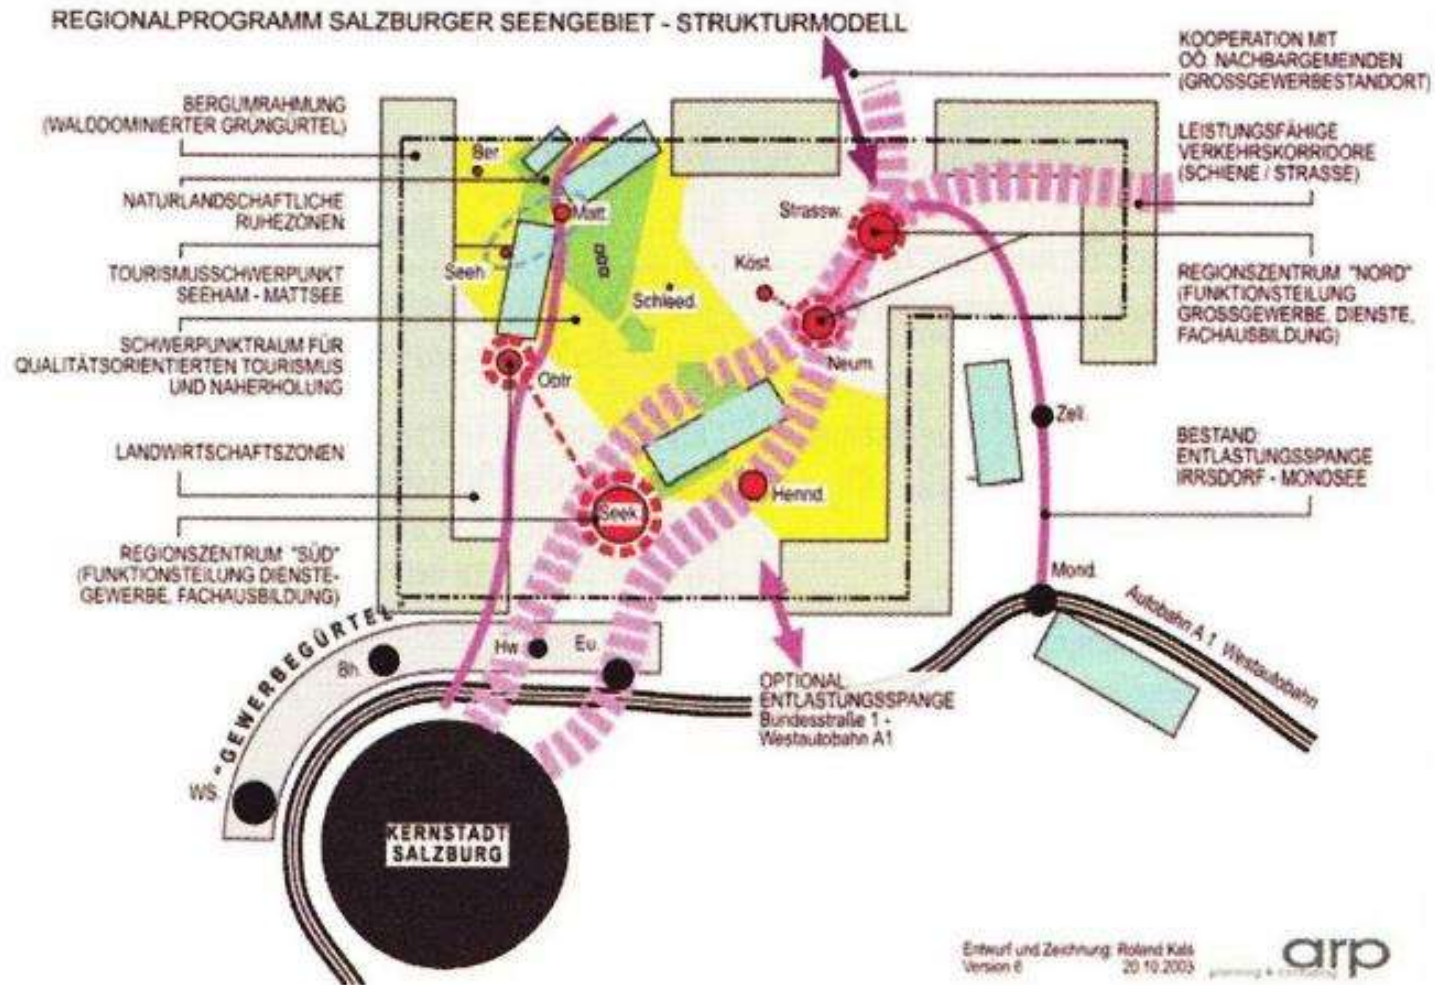 REGIONALPROGRAMM SALZBURGER SEENGEBIET - STRUKTURMODELL
KOOPERATION MIT
OÖ. NACHBARGEMEINDEN
(GROSSGEWERBESTANDORT)
BERGUMRAHMUNG
(WALDDOMINIERTER GRÜNGÜRTEL)
LEISTUNGSFÄHIGE
VERKEHRSKORRIDORE
(SCHIENE / STRASSE)
NATURLANDSCHAFTLICHE
RUHEZONEN
TOURISMUSSCHWERPUNKT
SEEHAM - MATTSEE
REGIONSZENTRUM "NORD"
(FUNKTIONSTEILUNG
GROSSGEWERBE, DIENSTE,
FACHAUSBILDUNG)
SCHWERPUNKTRAUM FÜR
QUALITÄTSORIENTIERTEN TOURISMUS
UND NAHERHOLUNG
LANDWIRTSCHAFTSZONEN
BESTAND:
ENTLASTUNGSSPANGE
IRRSDORF - MONDSEE
REGIONSZENTRUM "SÜD"
(FUNKTIONSTEILUNG DIENSTE-
GEWERBE, FACHAUSBILDUNG)
Ber.
Matt.
Strassw.
Seeh.
Köst.
Schleed.
Neum.
Obtr.
Zell.
Hennd.
Seek.
Mond.
Autobahn A 1 Westautobahn
"-GEWERBEGÜRTEL"
Bh.
Hw.
Eu.
WS.
OPTIONAL:
ENTLASTUNGSSPANGE
Bundesstraße 1 -
Westautobahn A1
KERNSTADT
SALZBURG
Entwurf und Zeichnung: Roland Kals
Version 6 20.10.2003
arp
planning & consulting